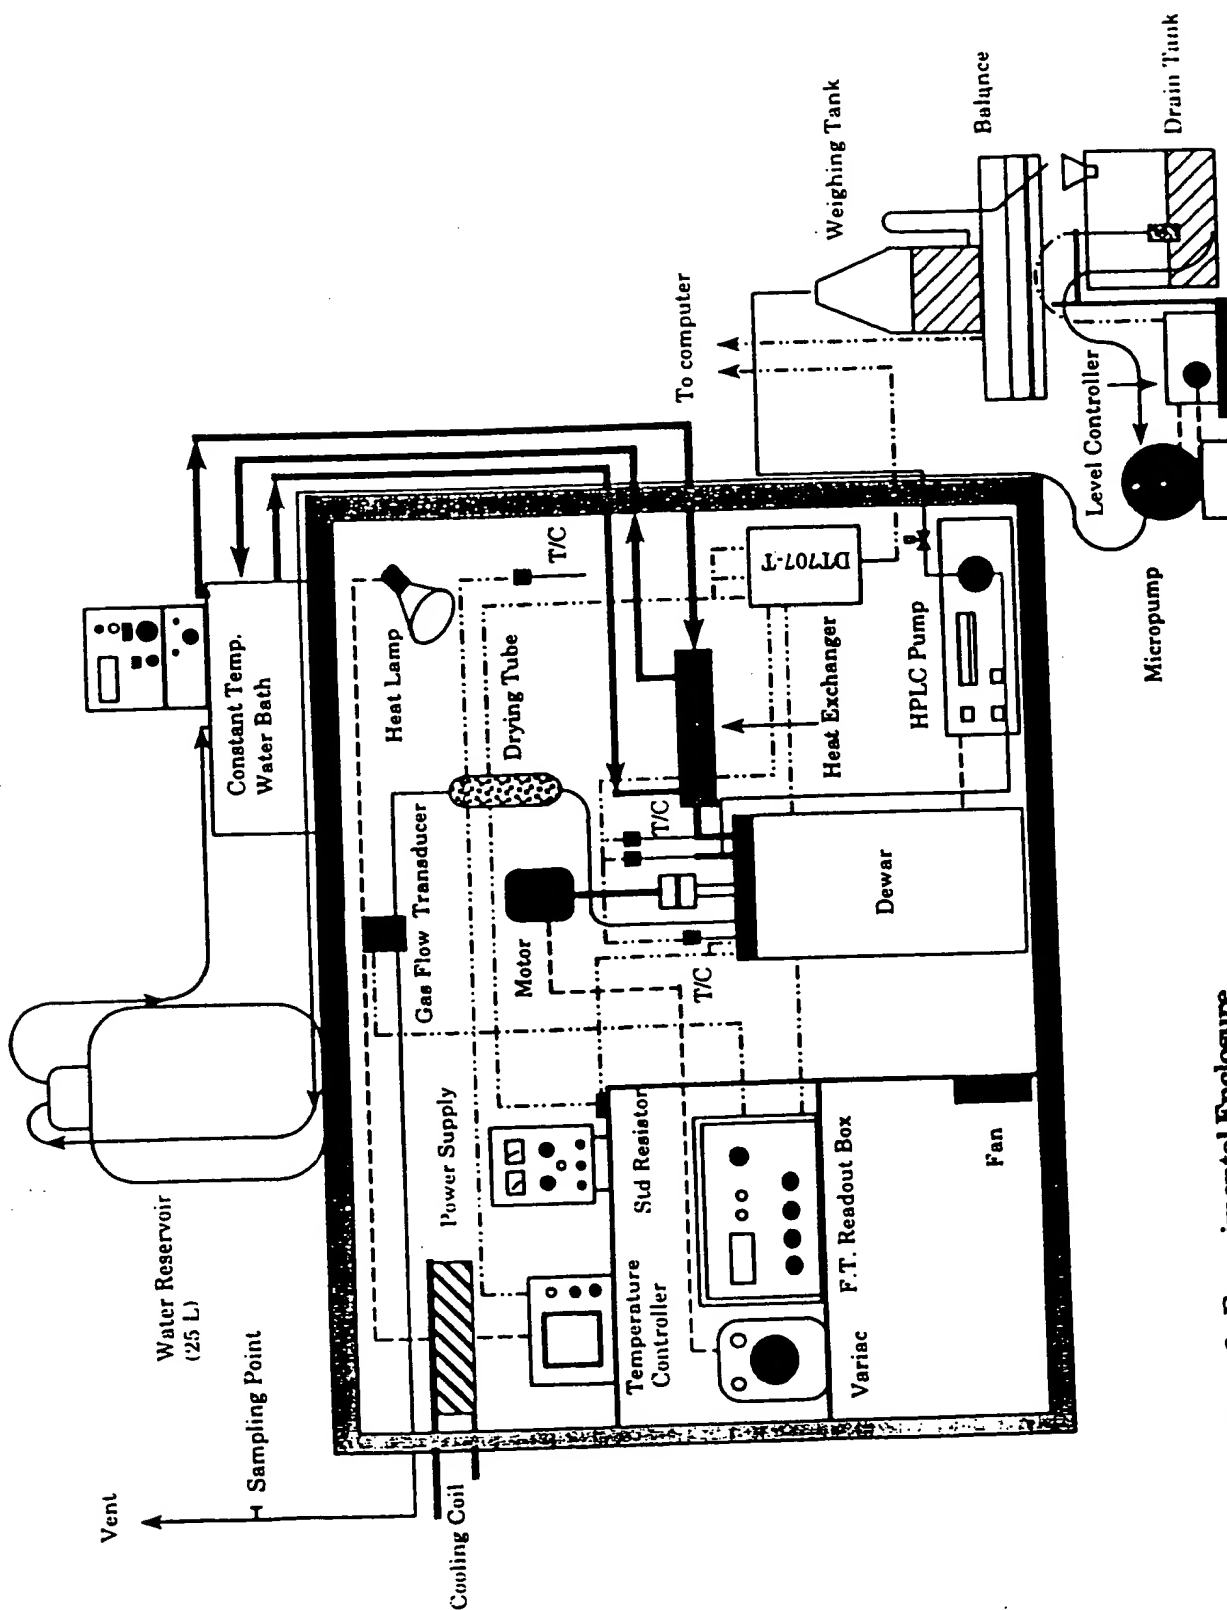 Vent
Sampling Point
Water Reservoir
(25 L)
Constant Temp.
Water Bath
Cooling Coil
Power Supply
Gas Flow Transducer
Heat Lamp
Drying Tube
T/C
Temperature
Controller
Std Resistor
Motor
T/C
T/C
Heat Exchanger
DT707-T
To computer
Weighing Tank
Balance
Drain Tank
Level Controller
Micropump
HPLC Pump
Dewar
Variac
F.T. Readout Box
Fan
Enclosure